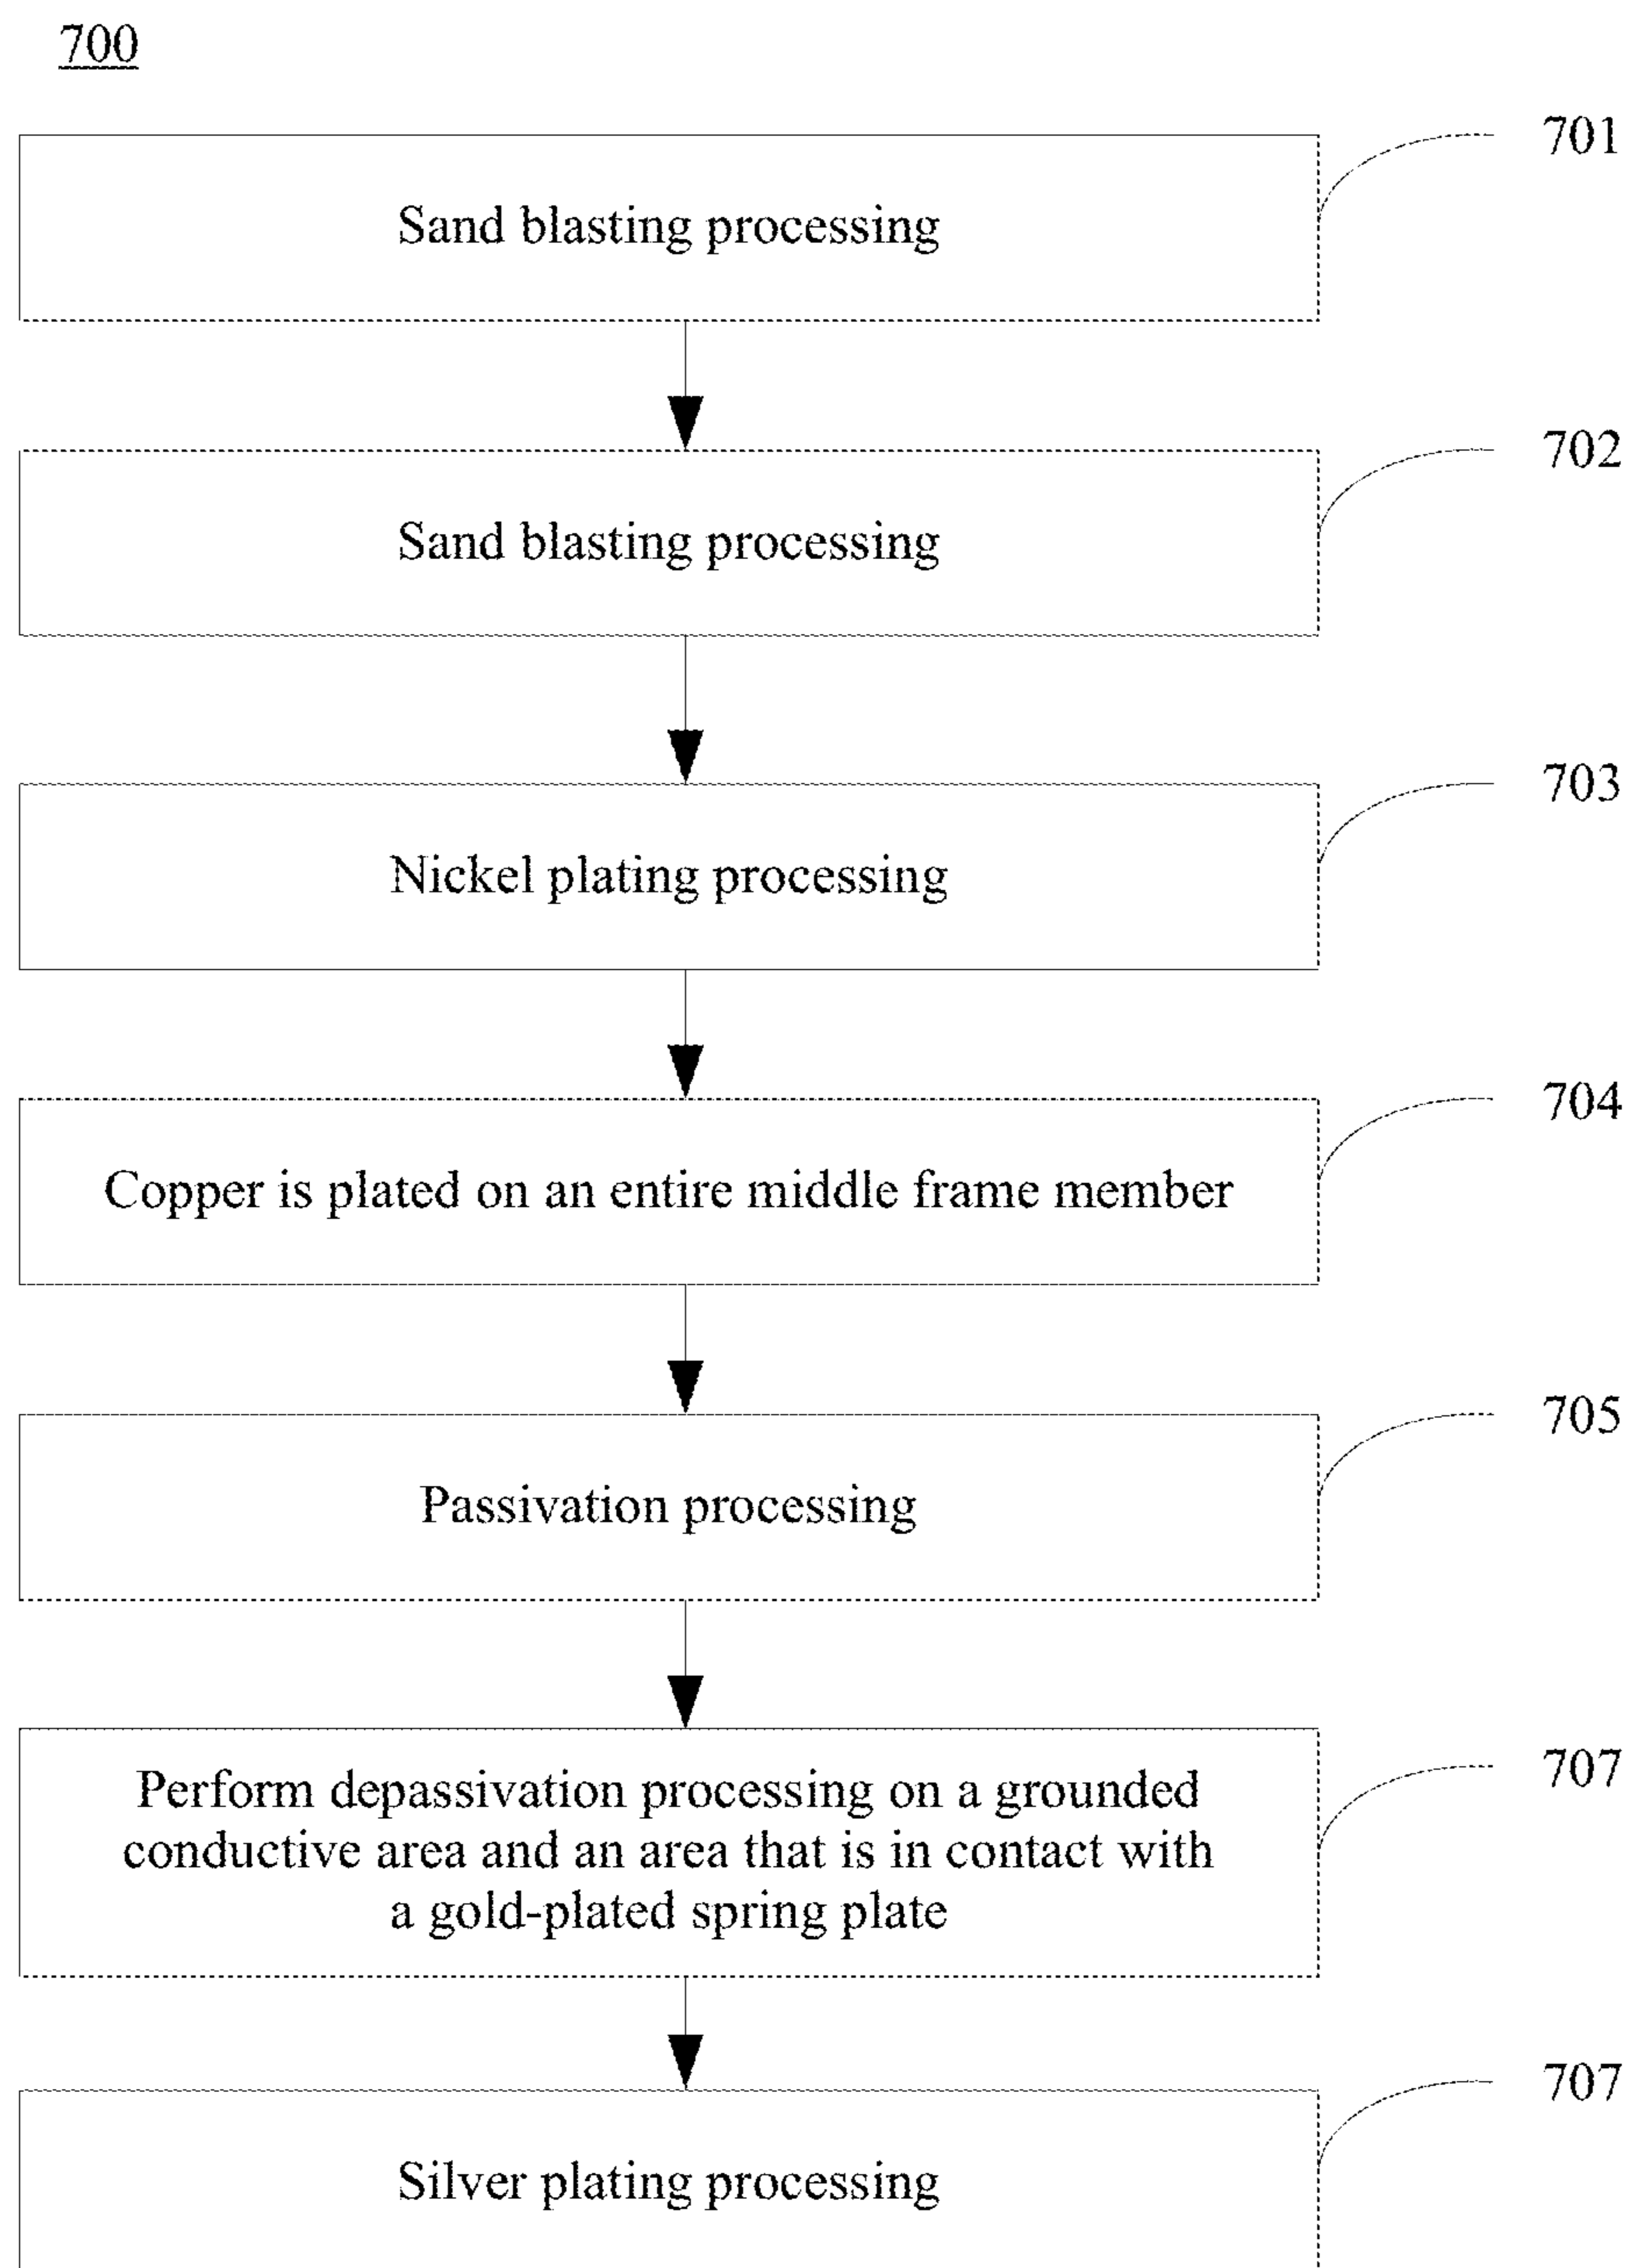 700
701
Sand blasting processing
702
Sand blasting processing
703
Nickel plating processing
704
Copper is plated on an entire middle frame member
705
Passivation processing
707
Perform depassivation processing on a grounded
conductive area and an area that is in contact with
a gold-plated spring plate
707
Silver plating processing